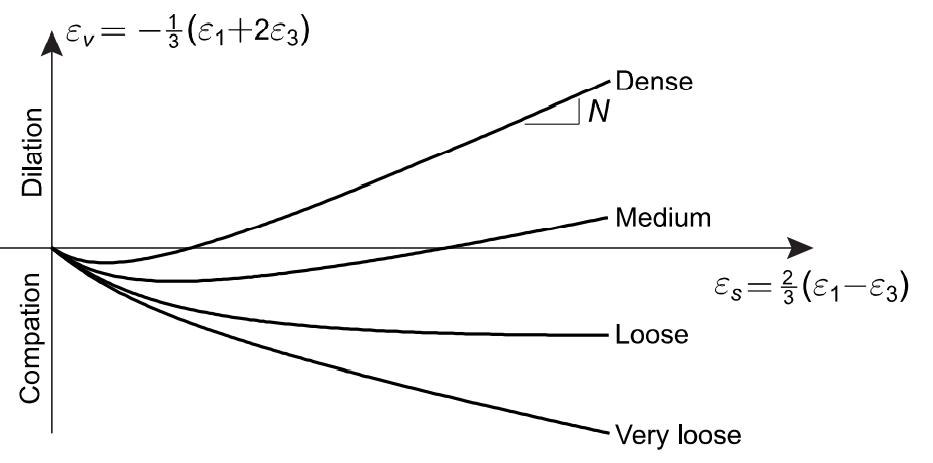 εᵥ = −⅓(ε₁+2ε₃)
Dense
N
Dilation
Medium
εₛ = ⅔(ε₁−ε₃)
Compation
Loose
Very loose